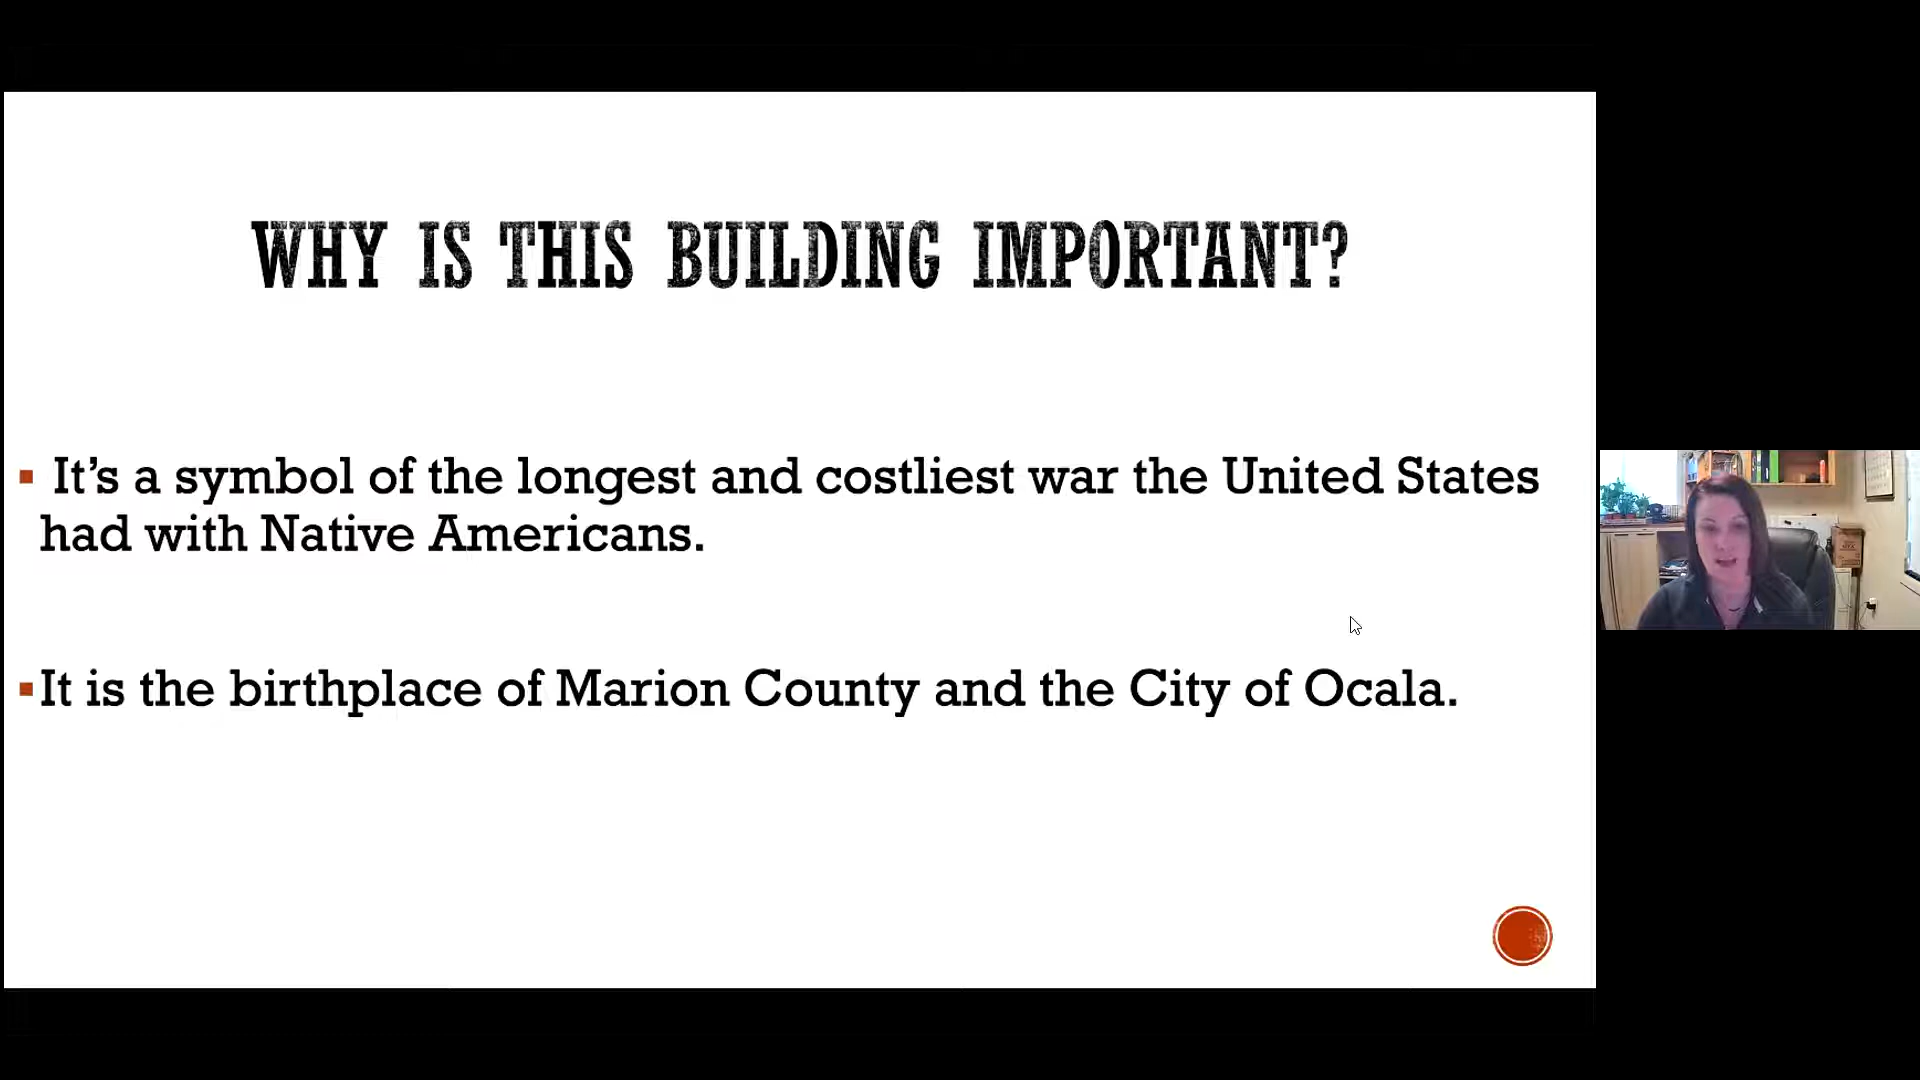 WHY IS THIS BUILDING IMPORTANT?
It’s a symbol of the longest and costliest war the United States
had with Native Americans.
It is the birthplace of Marion County and the City of Ocala.